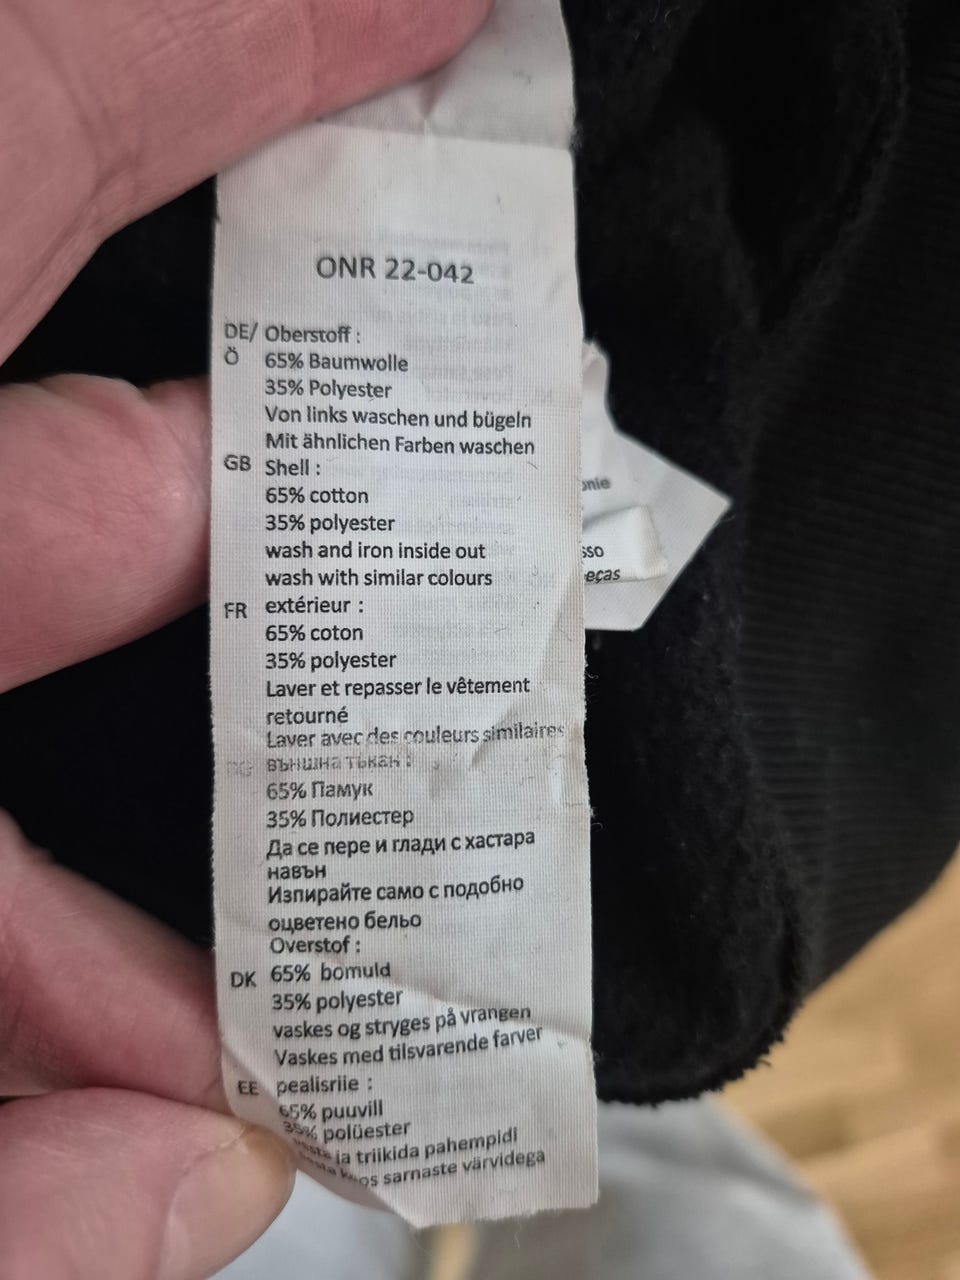 ONR 22-042
DE/ Oberstoff :
Ö 65% Baumwolle
35% Polyester
Von links waschen und bügeln
Mit ähnlichen Farben waschen
GB Shell :
65% cotton
35% polyester
wash and iron inside out
wash with similar colours
FR extérieur :
65% coton
35% polyester
Laver et repasser le vêtement
retourné
Laver avec des couleurs similaires
BG външна тъкан :
65% Памук
35% Полиестер
Да се пере и глади с хастара
навън
Изпирайте само с подобно
оцветено бельо
Overstof :
DK 65% bomuld
35% polyester
vaskes og stryges på vrangen
Vaskes med tilsvarende farver
EE pealisriie :
65% puuvill
35% polüester
ja triikida pahempidi
sarnaste värvidega